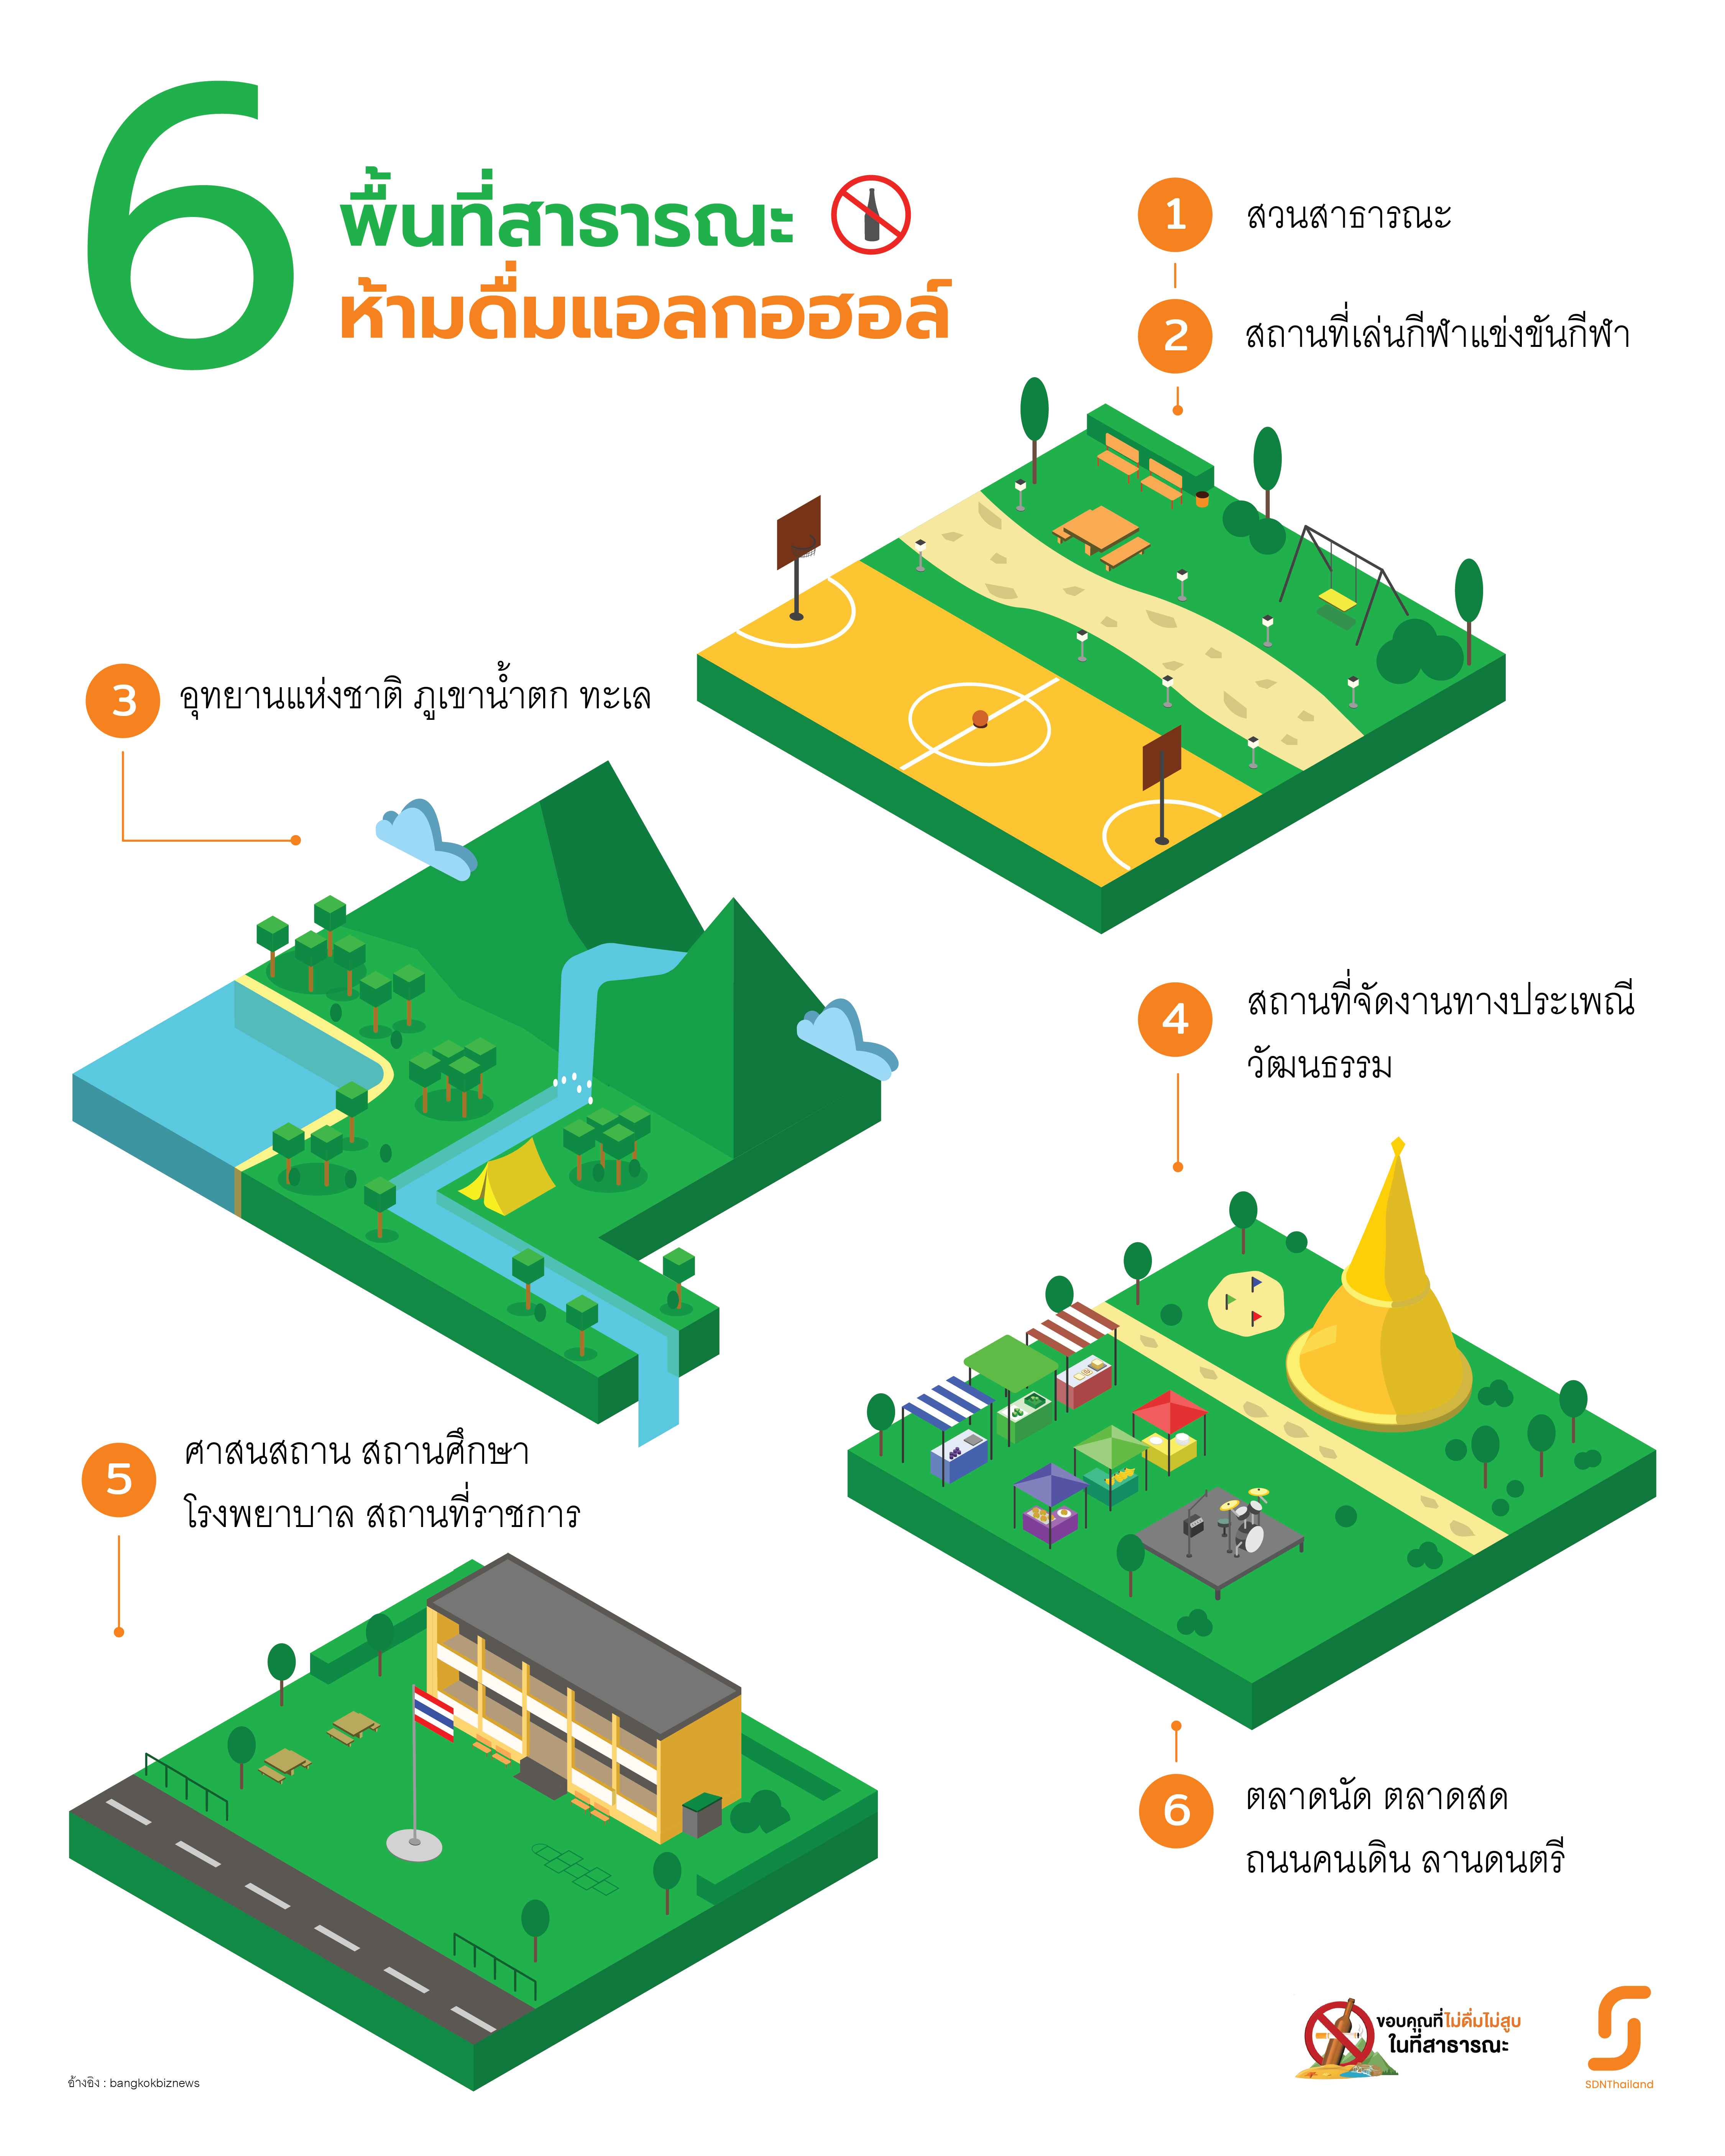 6
พื้นที่สาธารณะ
ห้ามดื่มแอลกอฮอล์
1 สวนสาธารณะ
2 สถานที่เล่นกีฬาแข่งขันกีฬา
3 อุทยานแห่งชาติ ภูเขาน้ำตก ทะเล
4 สถานที่จัดงานทางประเพณี
วัฒนธรรม
5 ศาสนสถาน สถานศึกษา
โรงพยาบาล สถานที่ราชการ
6 ตลาดนัด ตลาดสด
ถนนคนเดิน ลานดนตรี
ขอบคุณที่ไม่ดื่มไม่สูบ
ในที่สาธารณะ
SDNThailand
อ้างอิง : bangkokbiznews